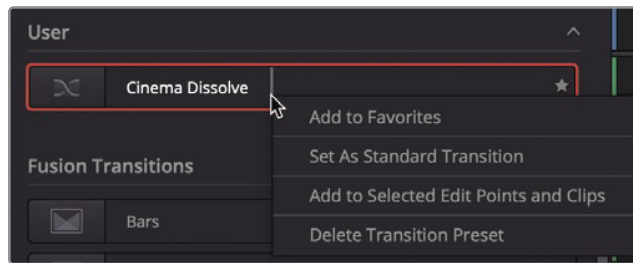 User
Cinema Dissolve
Add to Favorites
Set As Standard Transition
Fusion Transitions
Add to Selected Edit Points and Clips
Bars
Delete Transition Preset